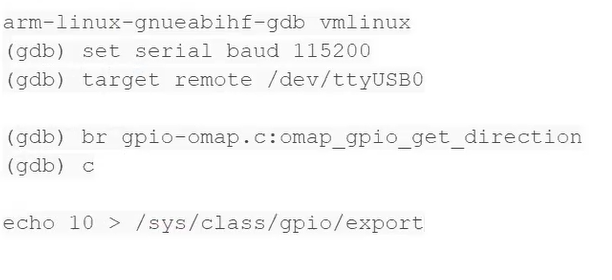 arm-linux-gnueabihf-gdb vmlinux
(gdb) set serial baud 115200
(gdb) target remote /dev/ttyUSB0
(gdb) br gpio-omap.c:omap_gpio_get_direction
(gdb) c
echo 10 > /sys/class/gpio/export